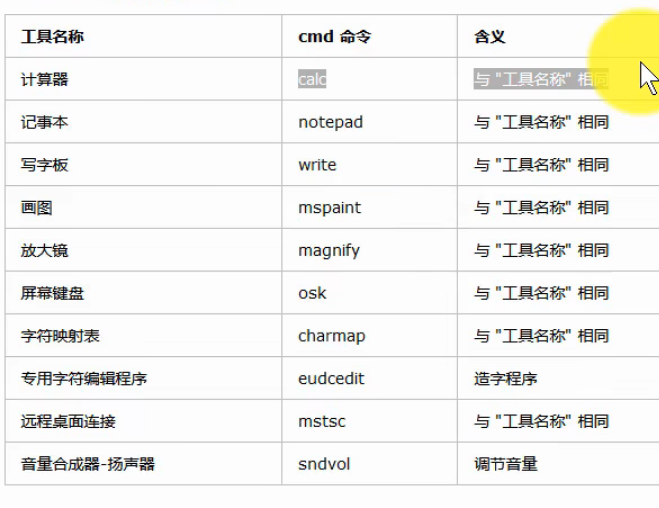 工具名称 cmd 命令 含义
计算器 calc 与 "工具名称" 相同
记事本 notepad 与 "工具名称" 相同
写字板 write 与 "工具名称" 相同
画图 mspaint 与 "工具名称" 相同
放大镜 magnify 与 "工具名称" 相同
屏幕键盘 osk 与 "工具名称" 相同
字符映射表 charmap 与 "工具名称" 相同
专用字符编辑程序 eudcedit 造字程序
远程桌面连接 mstsc 与 "工具名称" 相同
音量合成器-扬声器 sndvol 调节音量